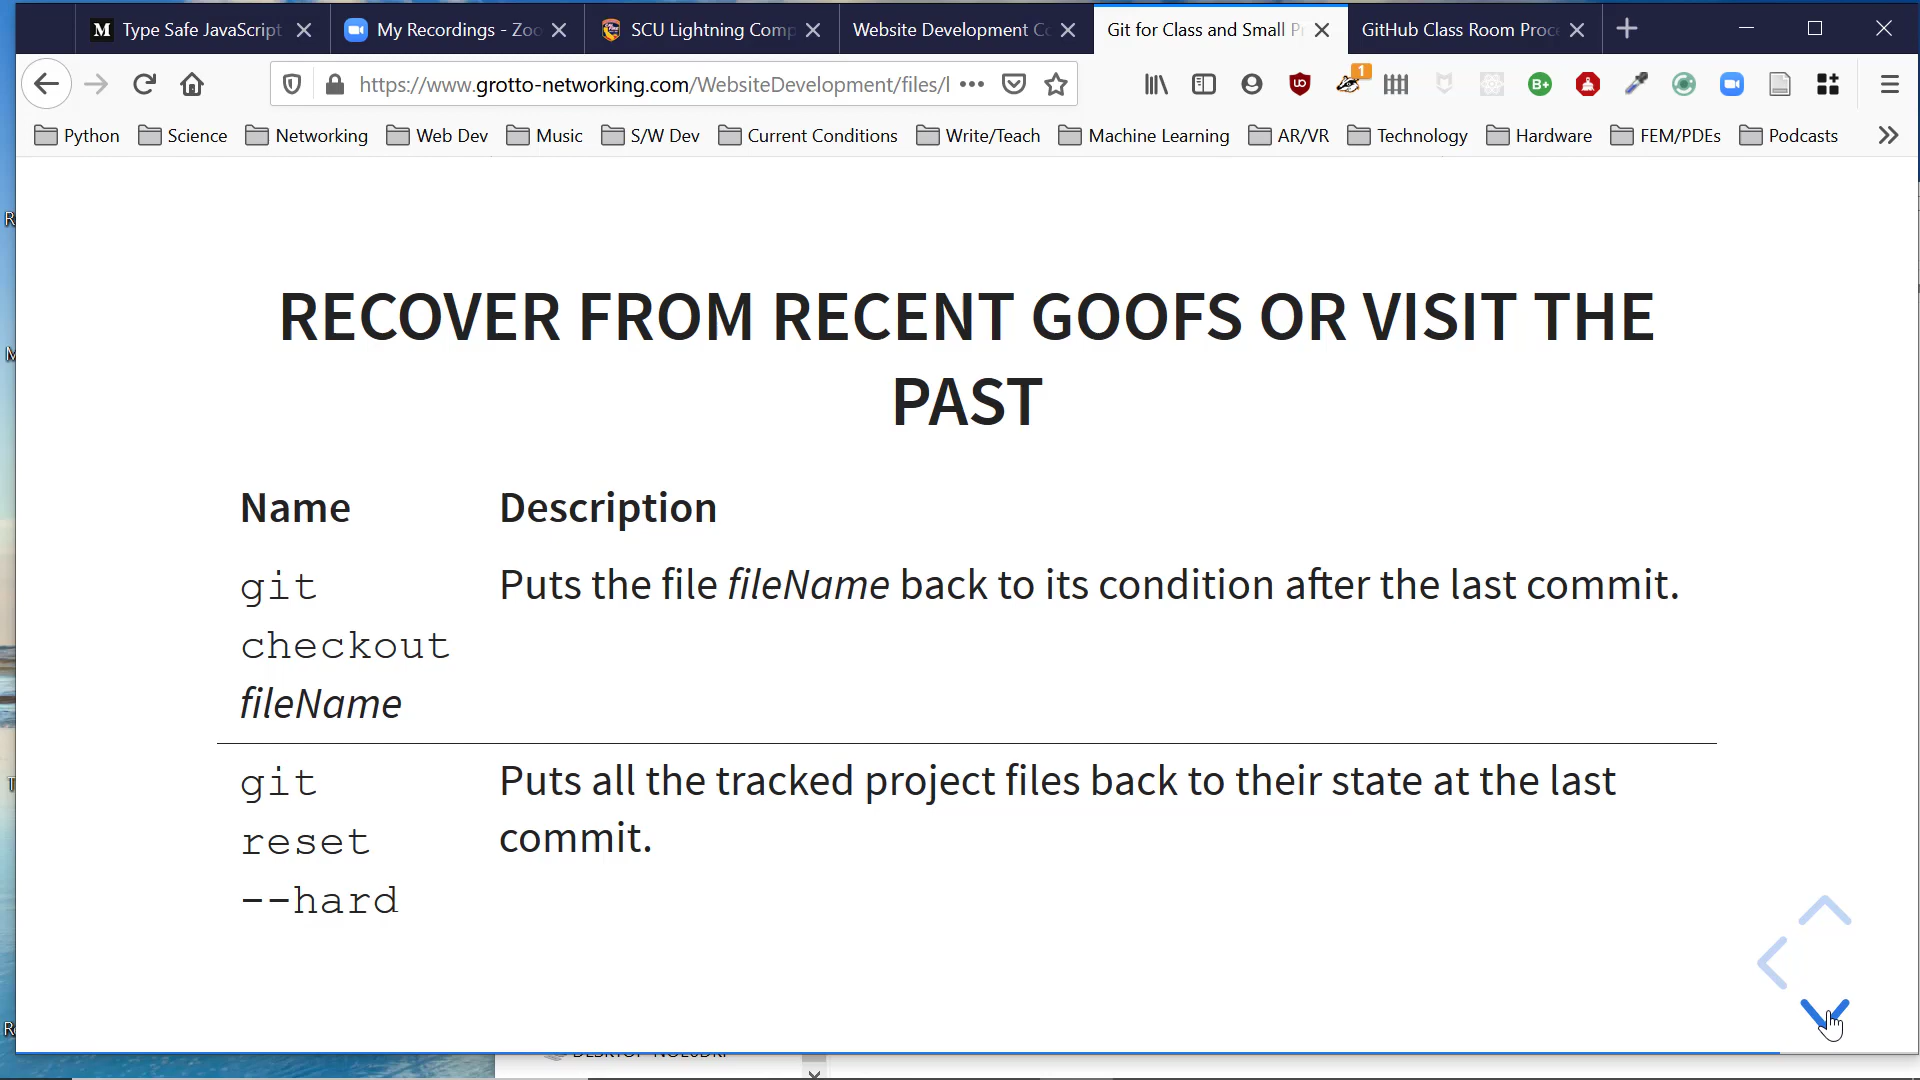 Type Safe JavaScript
My Recordings - Zoo
SCU Lightning Comp
Website Development Co
Git for Class and Small Pr
GitHub Class Room Proce
https://www.grotto-networking.com/WebsiteDevelopment/files/l
1
Python
Science
Networking
Web Dev
Music
S/W Dev
Current Conditions
Write/Teach
Machine Learning
AR/VR
Technology
Hardware
FEM/PDEs
Podcasts
RECOVER FROM RECENT GOOFS OR VISIT THE
PAST
Name Description
git Puts the file fileName back to its condition after the last commit.
checkout
fileName
git Puts all the tracked project files back to their state at the last
reset commit.
--hard